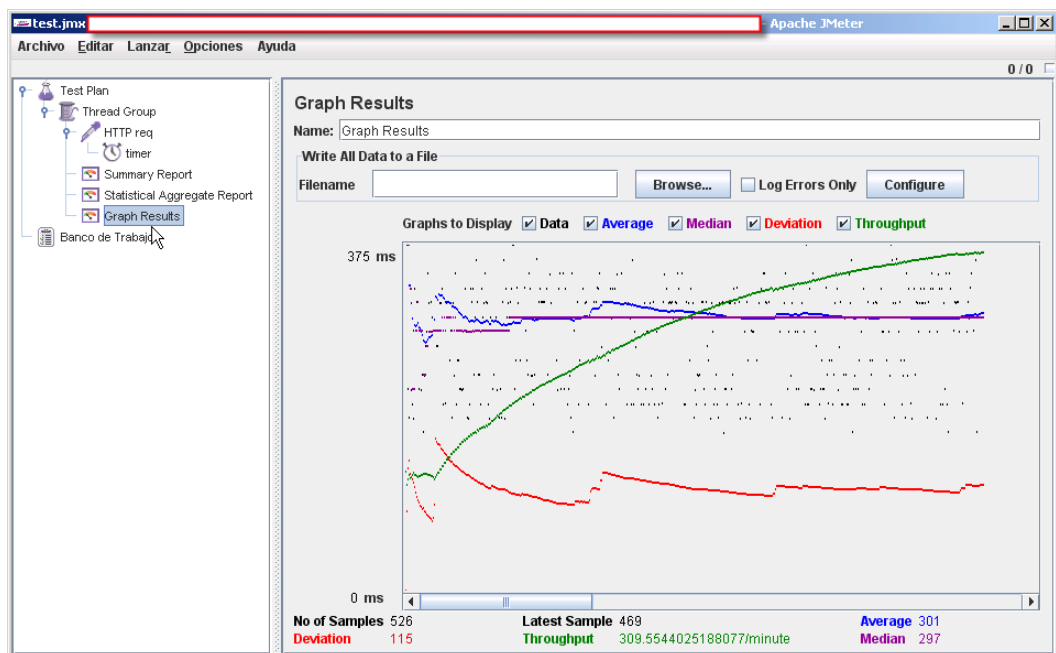 test.jmx - Apache JMeter
Archivo Editar Lanzar Opciones Ayuda
0 / 0
Test Plan
Thread Group
HTTP req
timer
Summary Report
Statistical Aggregate Report
Graph Results
Banco de Trabajo
Graph Results
Name: Graph Results
Write All Data to a File
Filename Browse... Log Errors Only Configure
Graphs to Display Data Average Median Deviation Throughput
375 ms
0 ms
No of Samples 526 Latest Sample 469 Average 301
Deviation 115 Throughput 309.5544025188077/minute Median 297